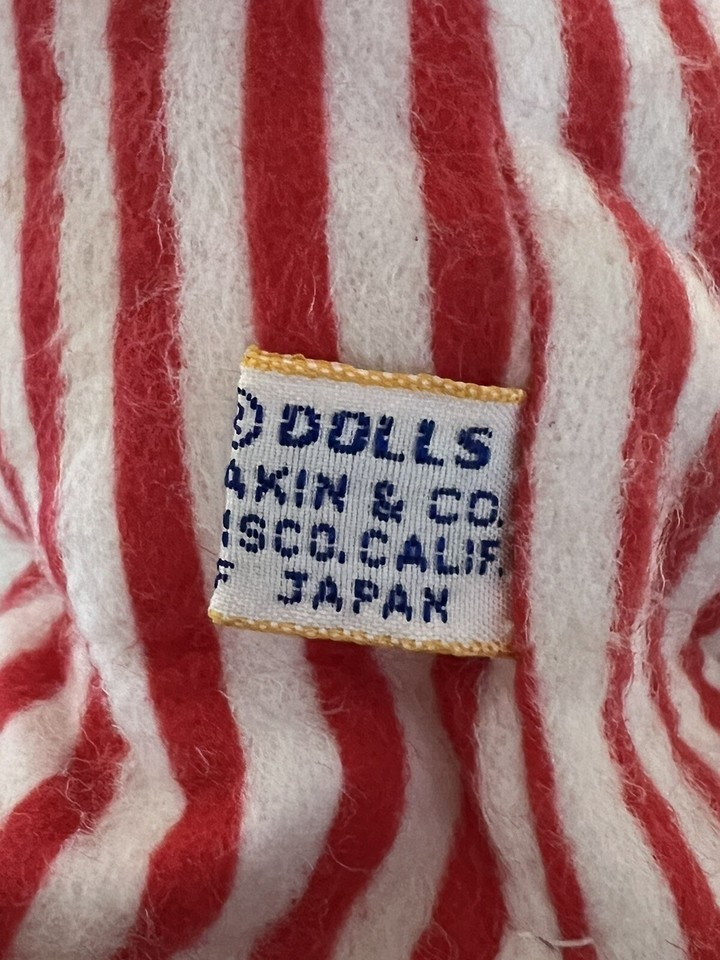 ® DOLLS
AKIN & CO.
ISCO. CALIF.
JAPAN